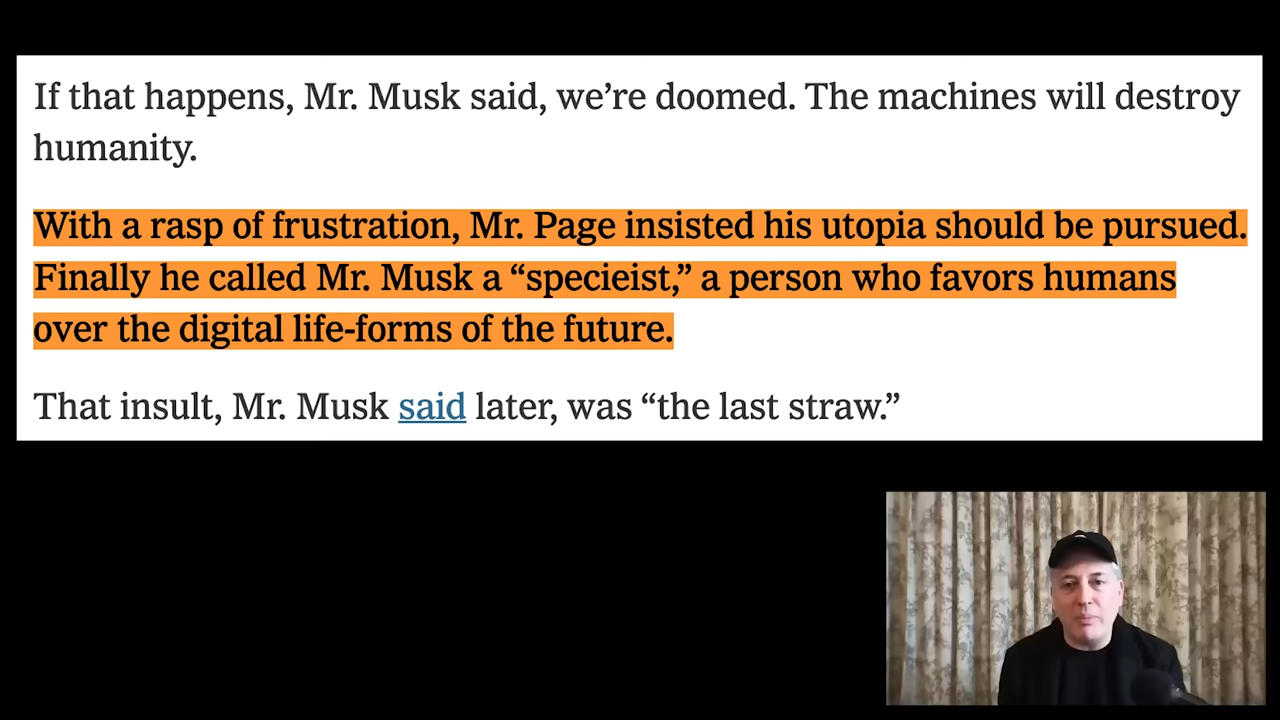 If that happens, Mr. Musk said, we’re doomed. The machines will destroy
humanity.
With a rasp of frustration, Mr. Page insisted his utopia should be pursued.
Finally he called Mr. Musk a “specieist,” a person who favors humans
over the digital life-forms of the future.
That insult, Mr. Musk said later, was “the last straw.”